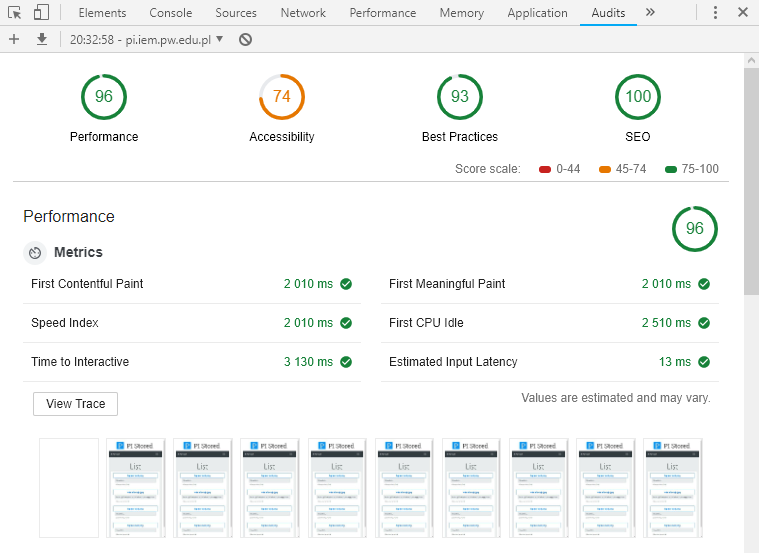 Elements Console Sources Network Performance Memory Application Audits »
20:32:58 - pi.iem.pw.edu.pl
96 74 93 100
Performance Accessibility Best Practices SEO
Score scale: 0-44 45-74 75-100
Performance 96
Metrics
First Contentful Paint 2 010 ms First Meaningful Paint 2 010 ms
Speed Index 2 010 ms First CPU Idle 2 510 ms
Time to Interactive 3 130 ms Estimated Input Latency 13 ms
View Trace Values are estimated and may vary.
PI Stored PI Stored PI Stored PI Stored PI Stored PI Stored PI Stored PI Stored PI Stored
List List List List List List List List List